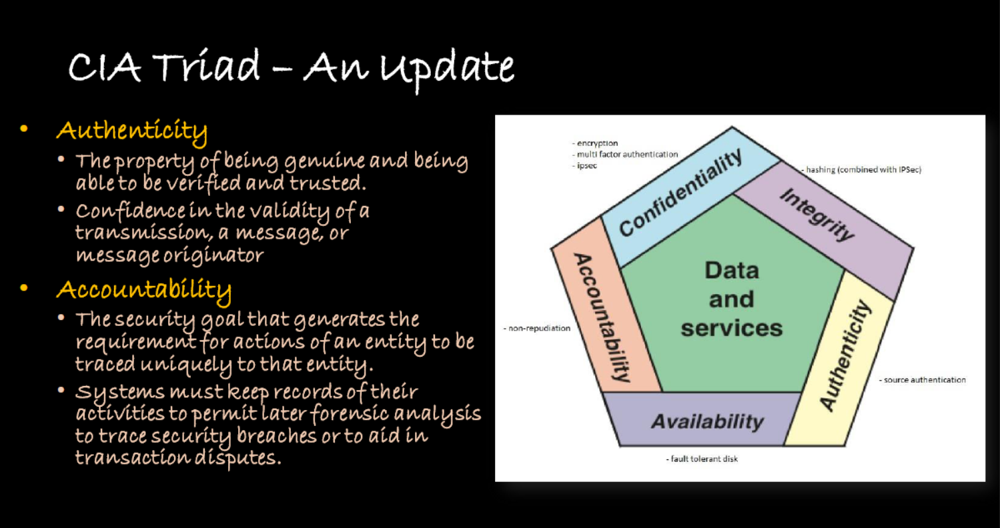 CIA Triad – An Update
• Authenticity
• The property of being genuine and being
able to be verified and trusted.
• Confidence in the validity of a
transmission, a message, or
message originator
• Accountability
• The security goal that generates the
requirement for actions of an entity to be
traced uniquely to that entity.
• Systems must keep records of their
activities to permit later forensic analysis
to trace security breaches or to aid in
transaction disputes.
- encryption
- multi factor authentication
- ipsec
Confidentiality
- hashing (combined with IPSec)
Integrity
Data
and
services
Accountability
- non-repudiation
Authenticity
- source authentication
Availability
- fault tolerant disk